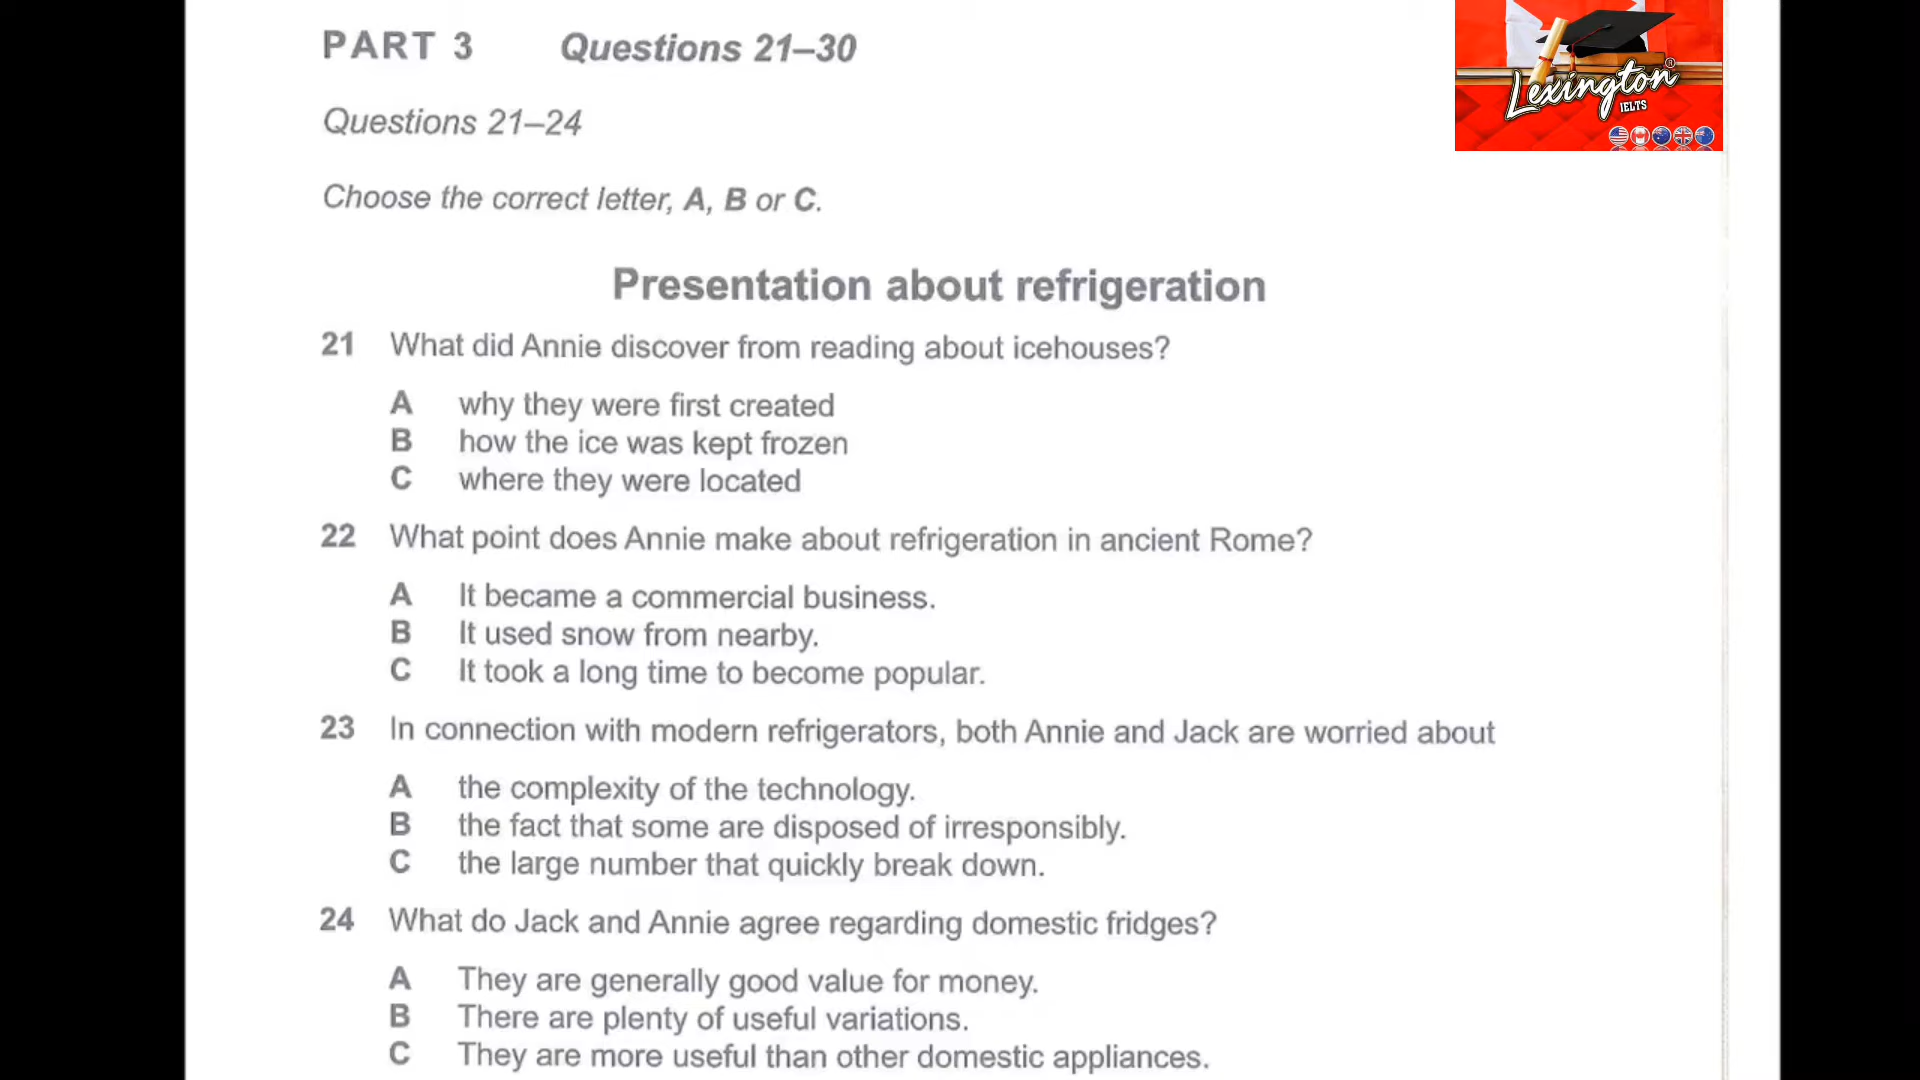 PART 3 Questions 21–30
Lexington ®
IELTS
Questions 21–24
Choose the correct letter, A, B or C.
Presentation about refrigeration
21 What did Annie discover from reading about icehouses?
A why they were first created
B how the ice was kept frozen
C where they were located
22 What point does Annie make about refrigeration in ancient Rome?
A It became a commercial business.
B It used snow from nearby.
C It took a long time to become popular.
23 In connection with modern refrigerators, both Annie and Jack are worried about
A the complexity of the technology.
B the fact that some are disposed of irresponsibly.
C the large number that quickly break down.
24 What do Jack and Annie agree regarding domestic fridges?
A They are generally good value for money.
B There are plenty of useful variations.
C They are more useful than other domestic appliances.